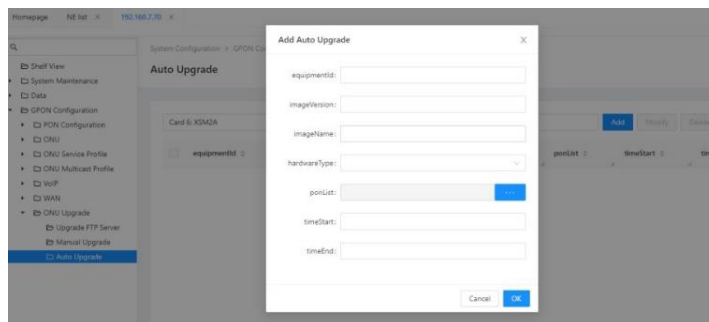 Homepage
NE list ×
192.168.7.70 ×
Shelf View
System Maintenance
Data
GPON Configuration
PON Configuration
ONU
ONU Service Profile
ONU Multicast Profile
VoIP
WAN
ONU Upgrade
Upgrade FTP Server
Manual Upgrade
Auto Upgrade
System Configuration > GPON Co
Auto Upgrade
Card 6: XSM2A
Add
Modify
Delete
equipmentId
ponList
timeStart
Add Auto Upgrade ×
equipmentId:
imageVersion:
imageName:
hardwareType:
ponList: ...
timeStart:
timeEnd:
Cancel OK